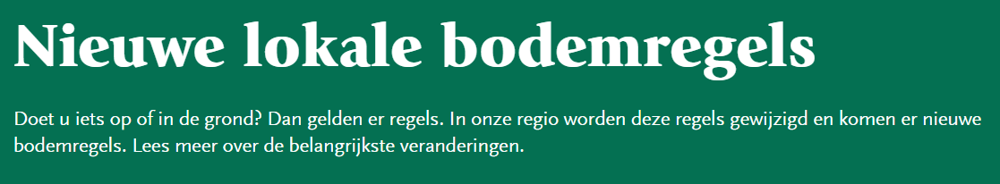 Nieuwe lokale bodemregels
Doet u iets op of in de grond? Dan gelden er regels. In onze regio worden deze regels gewijzigd en komen er nieuwe
bodemregels. Lees meer over de belangrijkste veranderingen.